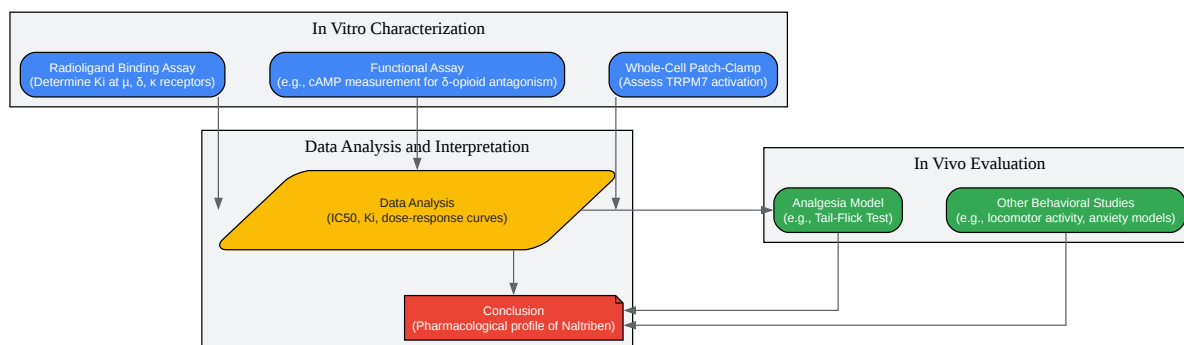 In Vitro Characterization
Radioligand Binding Assay
(Determine Ki at μ, δ, κ receptors)
Functional Assay
(e.g., cAMP measurement for δ-opioid antagonism)
Whole-Cell Patch-Clamp
(Assess TRPM7 activation)
Data Analysis and Interpretation
Data Analysis
(IC50, Ki, dose-response curves)
In Vivo Evaluation
Analgesia Model
(e.g., Tail-Flick Test)
Other Behavioral Studies
(e.g., locomotor activity, anxiety models)
Conclusion
(Pharmacological profile of Naltriben)